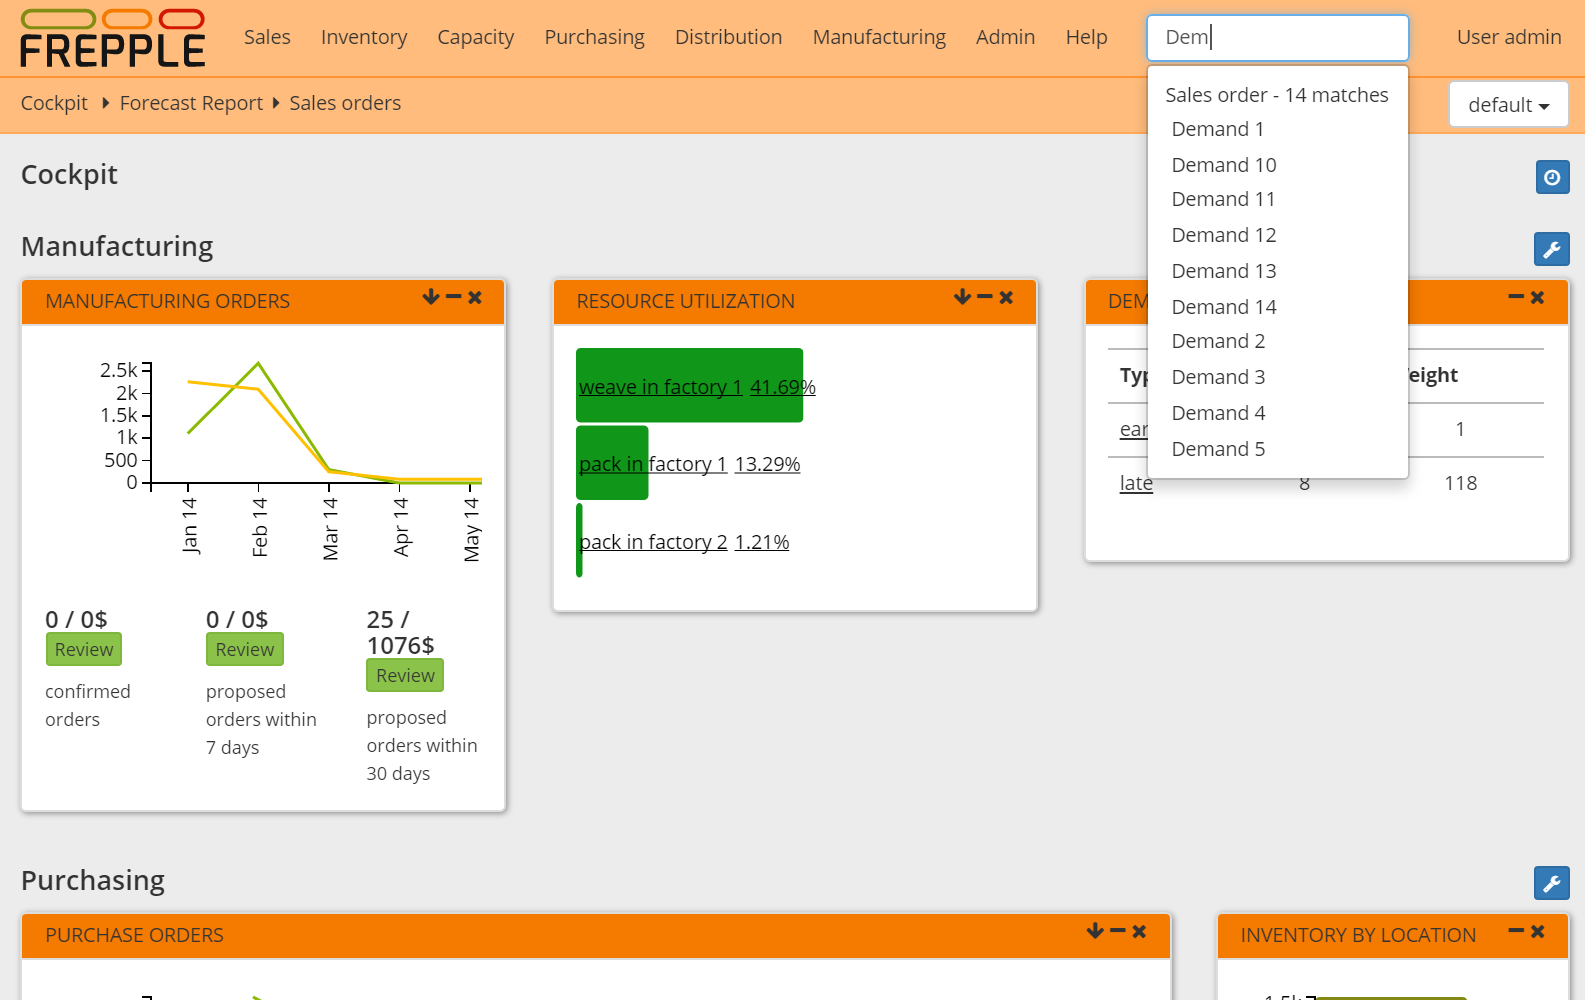 FREPPLE
Sales Inventory Capacity Purchasing Distribution Manufacturing Admin Help Dem User admin
Cockpit Forecast Report Sales orders default
Sales order - 14 matches
Demand 1
Demand 10
Demand 11
Demand 12
Demand 13
Demand 14
Demand 2
Demand 3
Demand 4
Demand 5
Cockpit
Manufacturing
MANUFACTURING ORDERS
2.5k
2k
1.5k
1k
500
0
Jan 14
Feb 14
Mar 14
Apr 14
May 14
0 / 0$
Review
confirmed
orders
0 / 0$
Review
proposed
orders within
7 days
25 /
1076$
Review
proposed
orders within
30 days
RESOURCE UTILIZATION
weave in factory 1 41.69%
pack in factory 1 13.29%
pack in factory 2 1.21%
DEM
Typ eight
ear 1
late 8 118
Purchasing
PURCHASE ORDERS
INVENTORY BY LOCATION